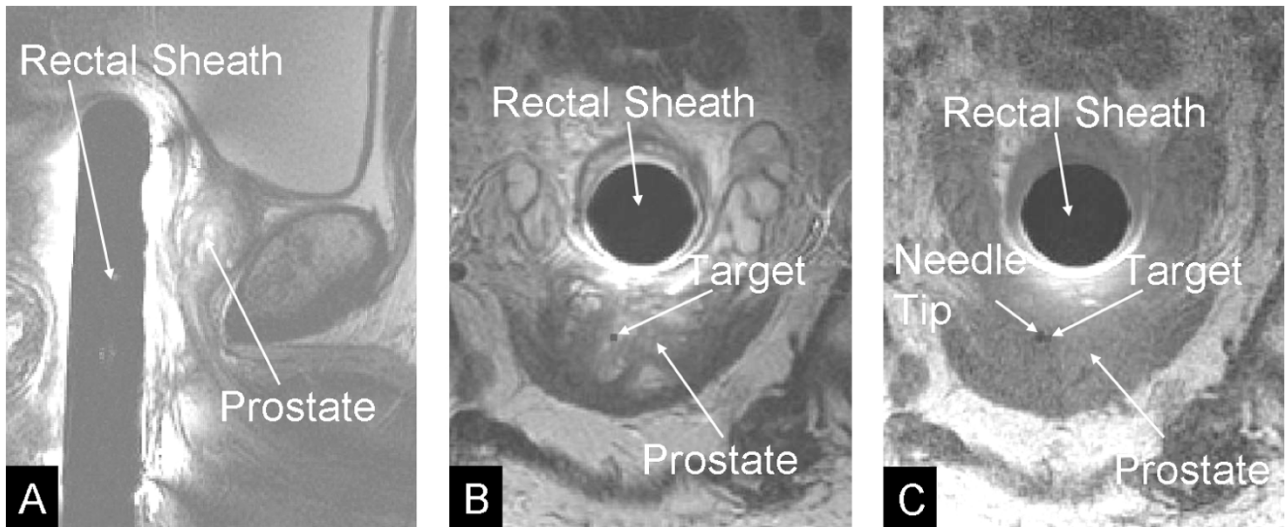 Rectal Sheath
Prostate
A
Rectal Sheath
Target
Prostate
B
Rectal Sheath
Needle
Tip
Target
Prostate
C